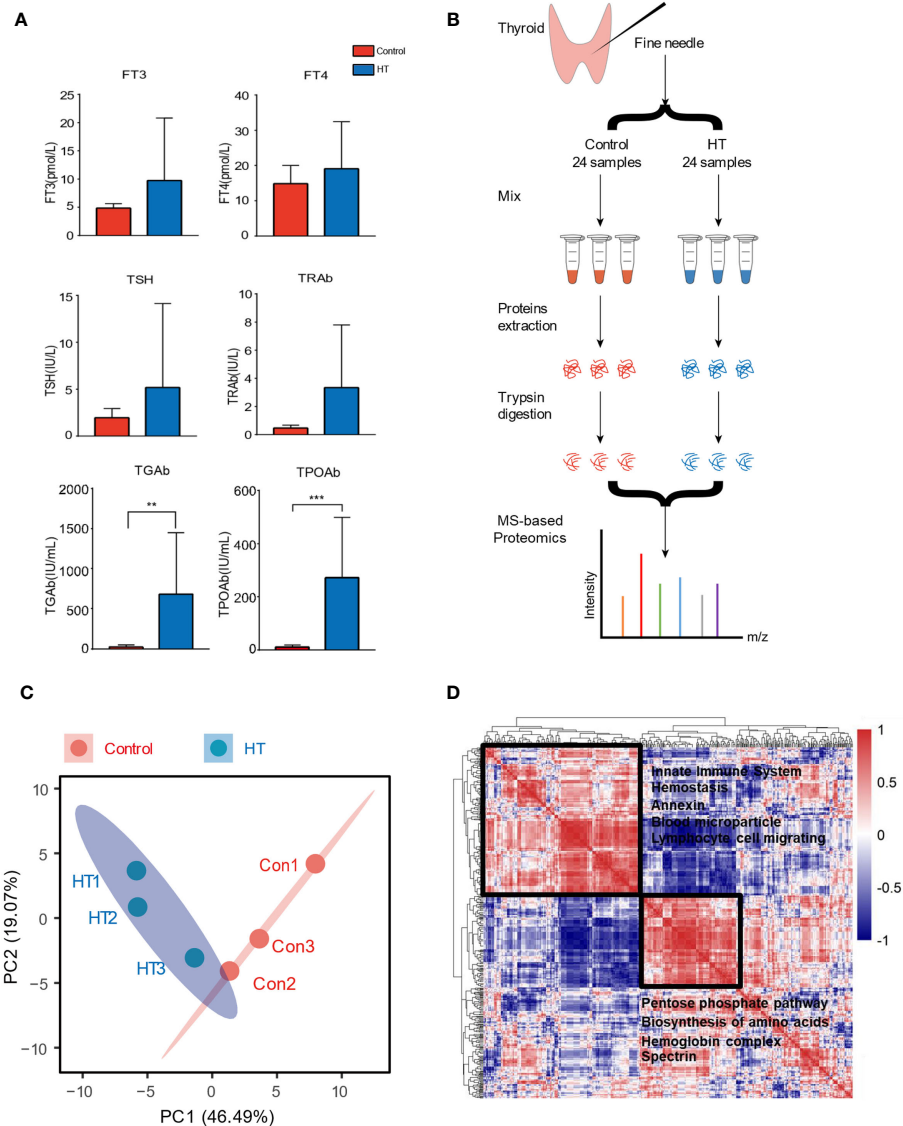 A
Control
HT
FT3
25
20
15
10
5
0
FT3(pmol/L)
FT4
40
30
20
10
0
FT4(pmol/L)
TSH
15
10
5
0
TSH(IU/L)
TRAb
10
8
6
4
2
0
TRAb(IU/L)
TGAb
2000
1500
1000
500
0
TGAb(IU/mL)
**
TPOAb
600
400
200
0
TPOAb(IU/mL)
***
B
Thyroid
Fine needle
Control
24 samples
HT
24 samples
Mix
Proteins
extraction
Trypsin
digestion
MS-based
Proteomics
Intensity
m/z
C
Control
HT
10
5
0
−5
−10
PC2 (19.07%)
HT1
HT2
HT3
Con1
Con3
Con2
−10
−5
0
5
10
PC1 (46.49%)
D
Innate Immune System
Hemostasis
Annexin
Blood microparticle
Lymphocyte cell migrating
Pentose phosphate pathway
Biosynthesis of amino acids
Hemoglobin complex
Spectrin
1
0.5
0
-0.5
-1